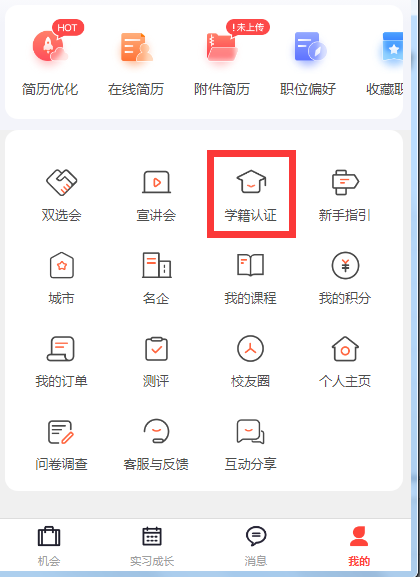 HOT
!未上传
简历优化 在线简历 附件简历 职位偏好 收藏职
双选会 宣讲会 学籍认证 新手指引
城市 名企 我的课程 我的积分
我的订单 测评 校友圈 个人主页
问卷调查 客服与反馈 互动分享
机会 实习成长 消息 我的